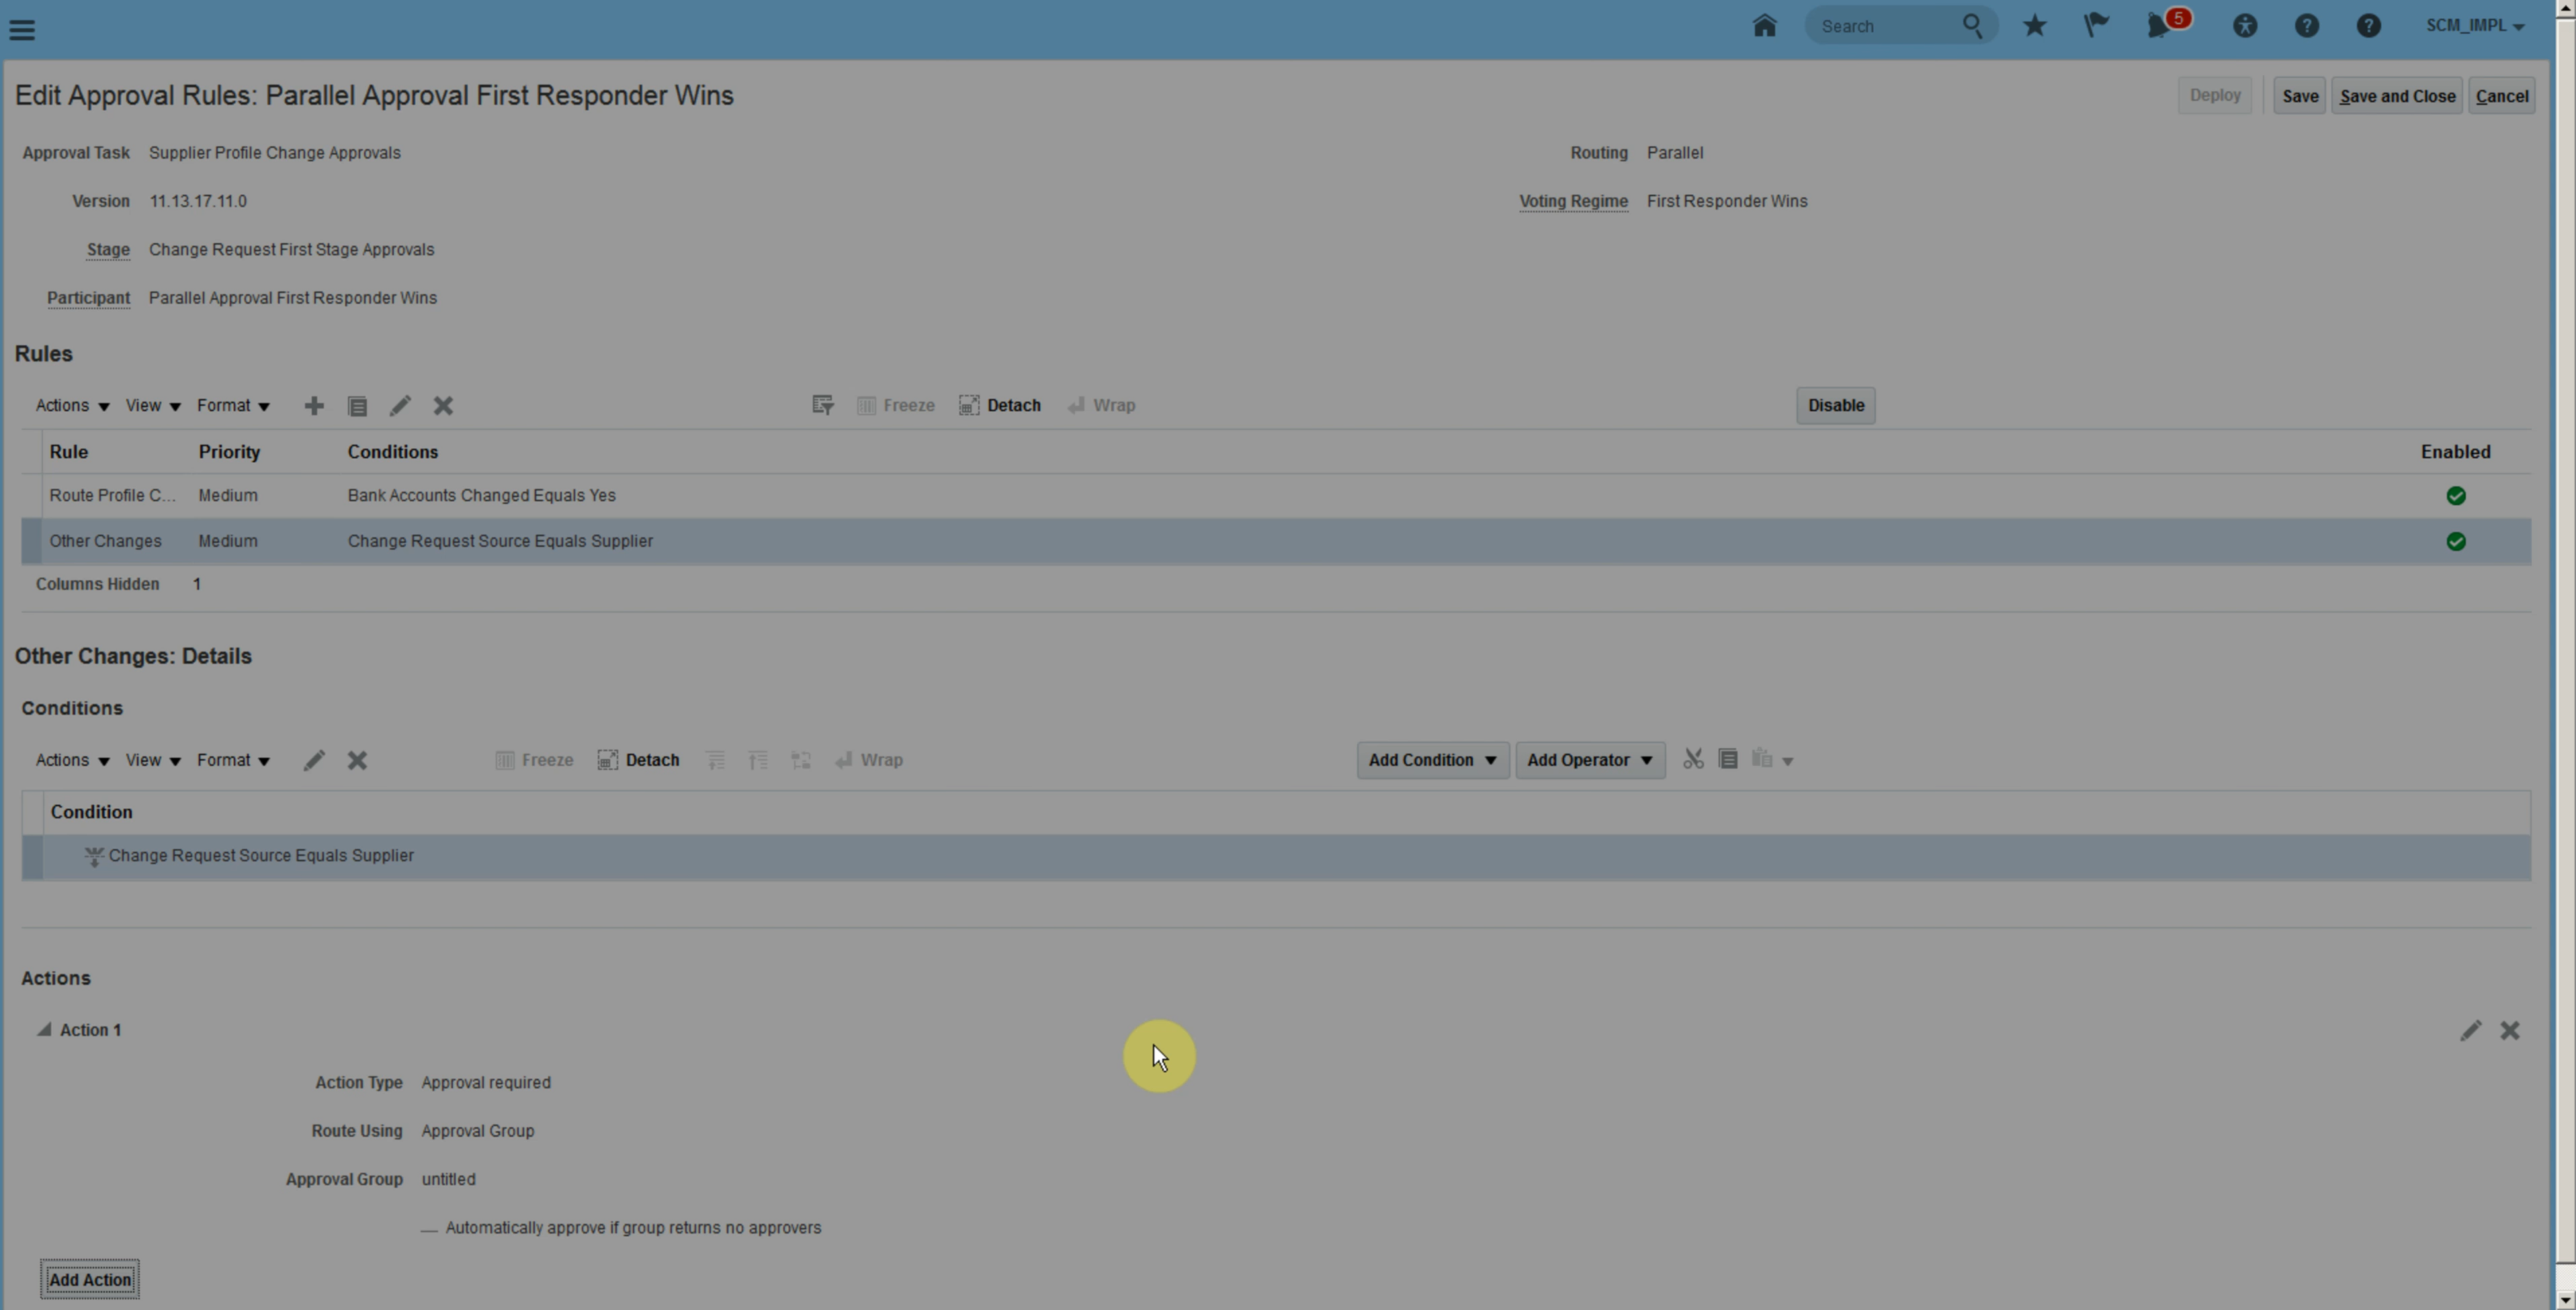 Search
5
SCM_IMPL
Edit Approval Rules: Parallel Approval First Responder Wins
Deploy Save Save and Close Cancel
Approval Task Supplier Profile Change Approvals
Routing Parallel
Version 11.13.17.11.0
Voting Regime First Responder Wins
Stage Change Request First Stage Approvals
Participant Parallel Approval First Responder Wins
Rules
Actions View Format Freeze Detach Wrap Disable
Rule Priority Conditions Enabled
Route Profile C... Medium Bank Accounts Changed Equals Yes
Other Changes Medium Change Request Source Equals Supplier
Columns Hidden 1
Other Changes: Details
Conditions
Actions View Format Freeze Detach Wrap Add Condition Add Operator
Condition
Change Request Source Equals Supplier
Actions
Action 1
Action Type Approval required
Route Using Approval Group
Approval Group untitled
Automatically approve if group returns no approvers
Add Action